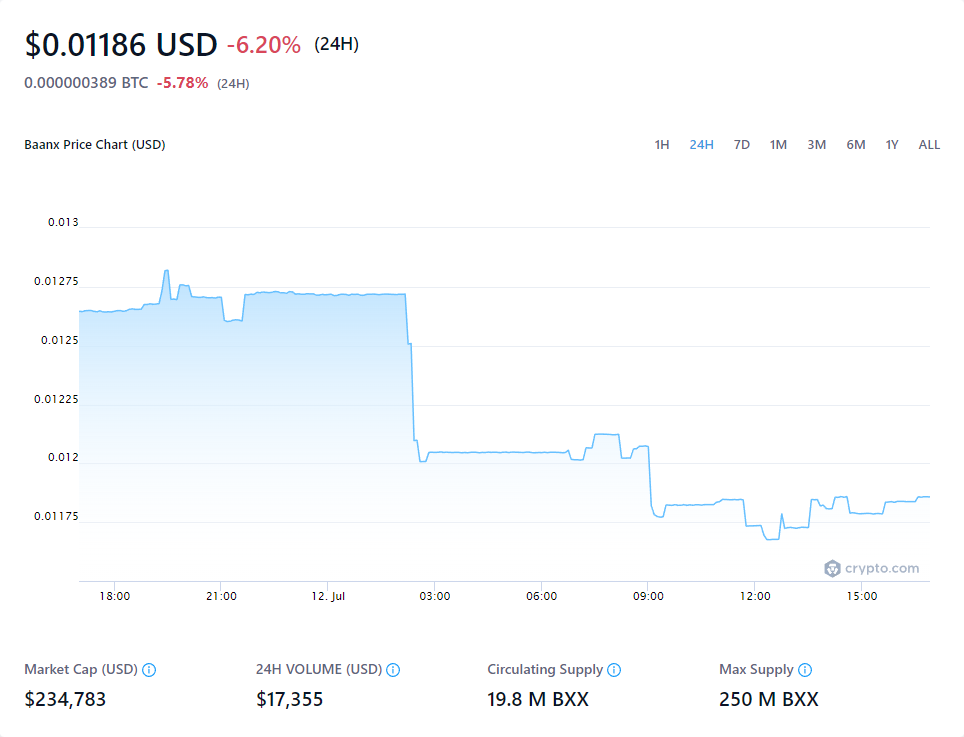 $0.01186 USD -6.20% (24H)
0.000000389 BTC -5.78% (24H)
Baanx Price Chart (USD) 1H 24H 7D 1M 3M 6M 1Y ALL
0.013
0.01275
0.0125
0.01225
0.012
0.01175
crypto.com
18:00 21:00 12. Jul 03:00 06:00 09:00 12:00 15:00
Market Cap (USD) 24H VOLUME (USD) Circulating Supply Max Supply
$234,783 $17,355 19.8 M BXX 250 M BXX